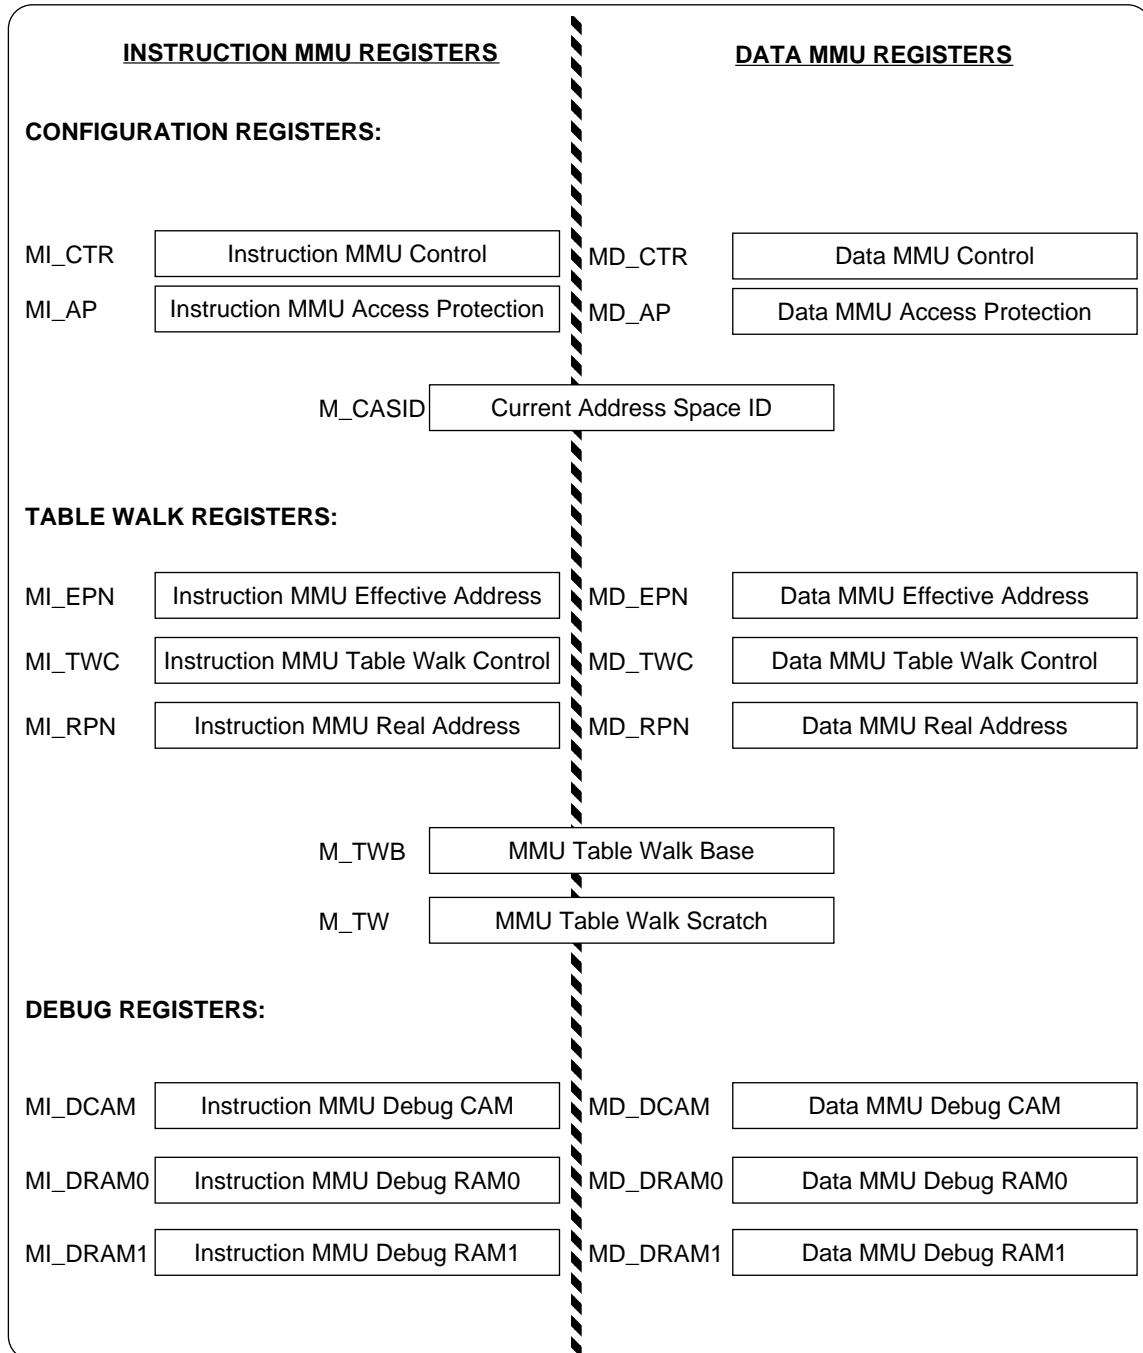 INSTRUCTION MMU REGISTERS DATA MMU REGISTERS
CONFIGURATION REGISTERS:
MI_CTR Instruction MMU Control MD_CTR Data MMU Control
MI_AP Instruction MMU Access Protection MD_AP Data MMU Access Protection
M_CASID Current Address Space ID
TABLE WALK REGISTERS:
MI_EPN Instruction MMU Effective Address MD_EPN Data MMU Effective Address
MI_TWC Instruction MMU Table Walk Control MD_TWC Data MMU Table Walk Control
MI_RPN Instruction MMU Real Address MD_RPN Data MMU Real Address
M_TWB MMU Table Walk Base
M_TW MMU Table Walk Scratch
DEBUG REGISTERS:
MI_DCAM Instruction MMU Debug CAM MD_DCAM Data MMU Debug CAM
MI_DRAM0 Instruction MMU Debug RAM0 MD_DRAM0 Data MMU Debug RAM0
MI_DRAM1 Instruction MMU Debug RAM1 MD_DRAM1 Data MMU Debug RAM1